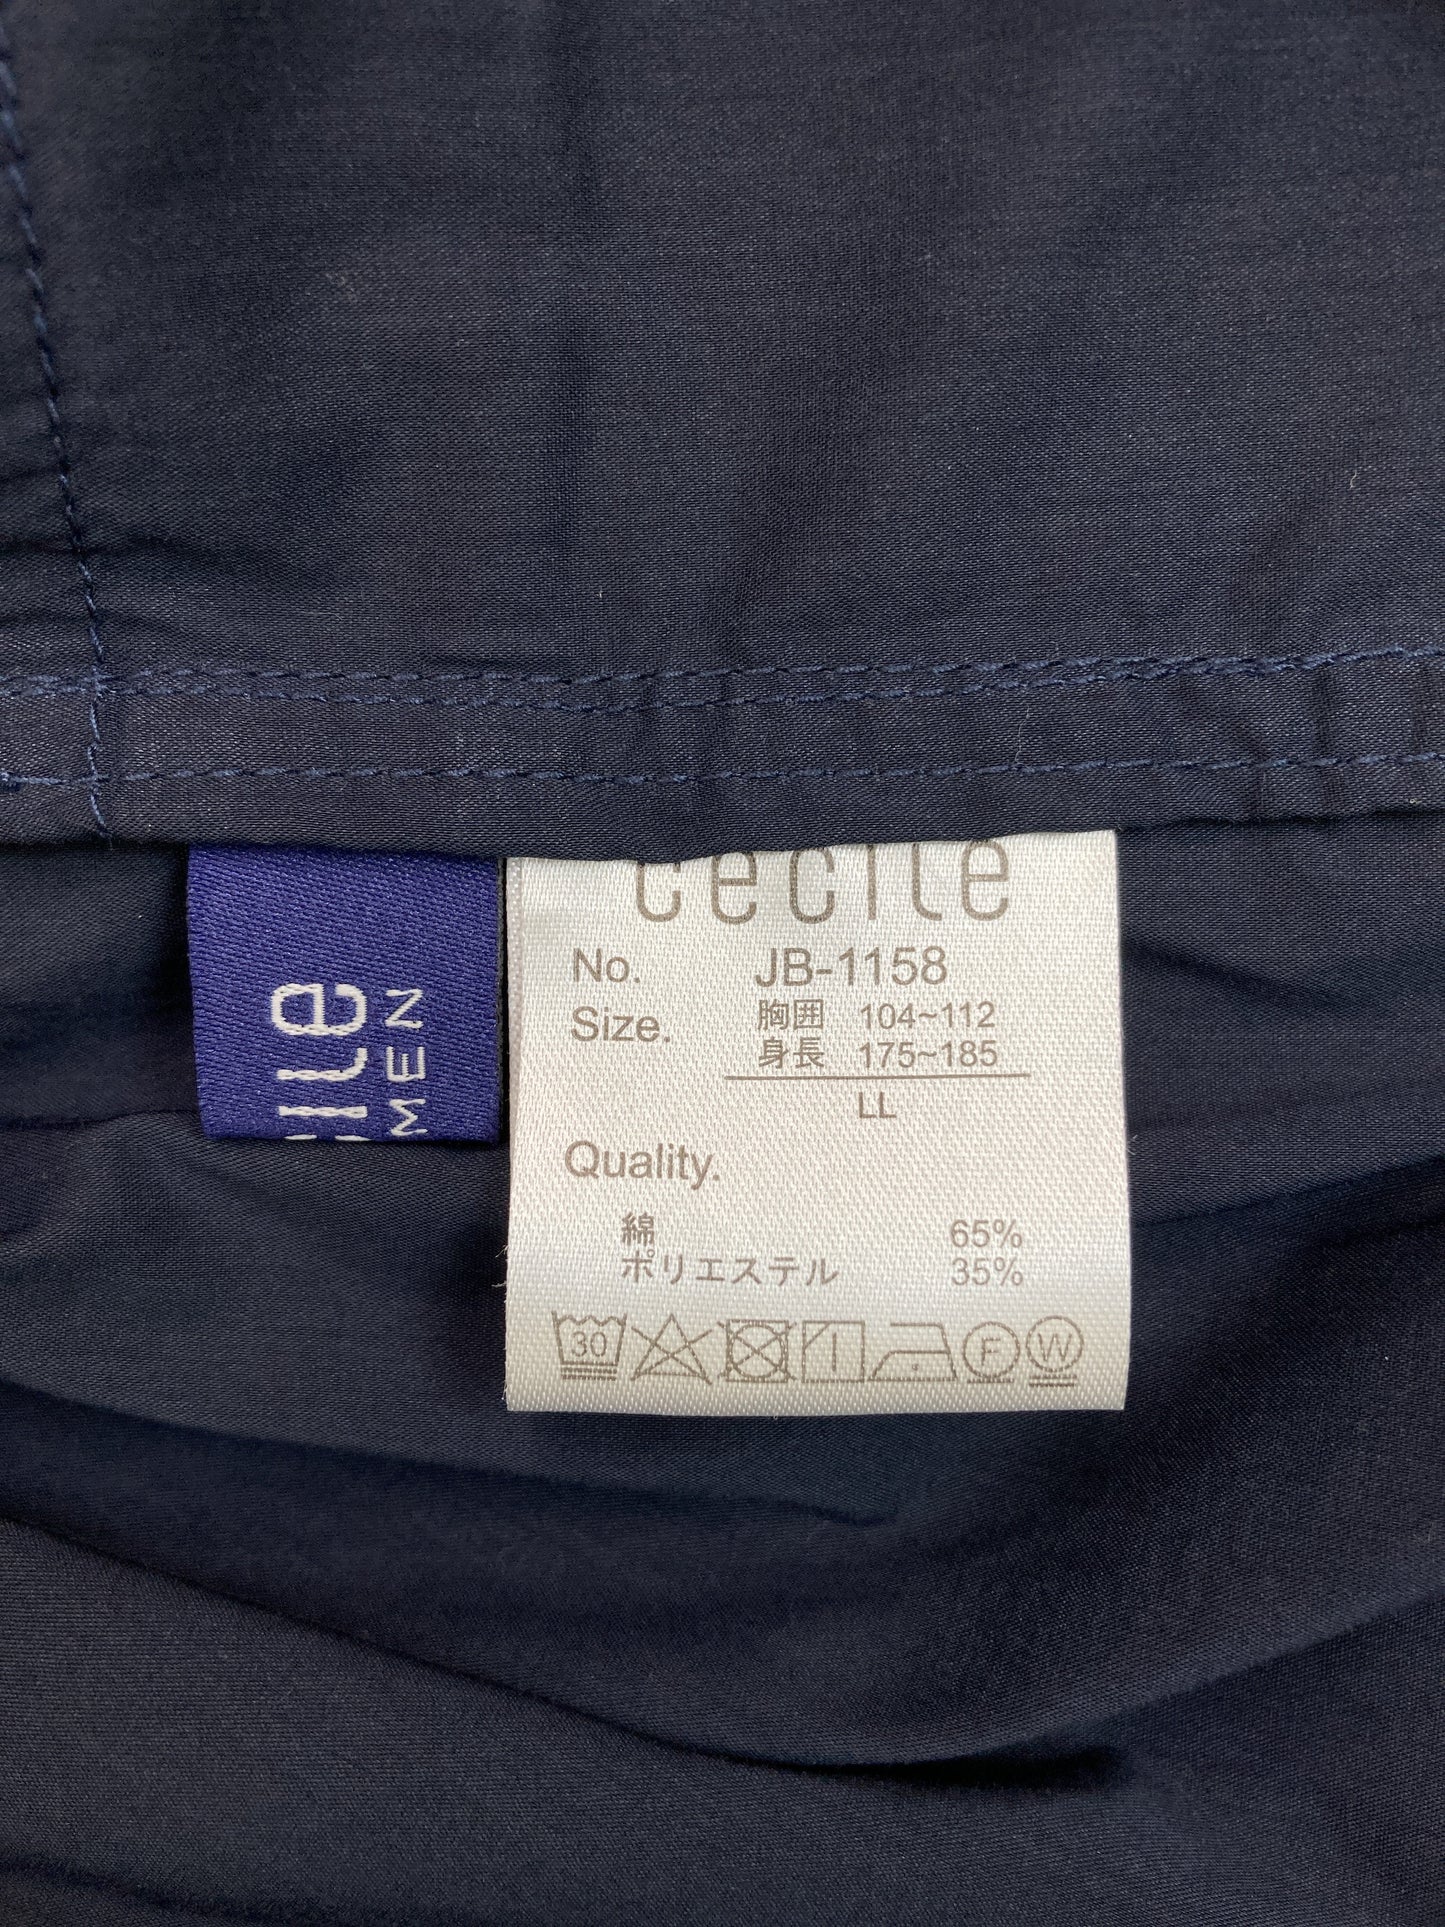 cecile
No. JB-1158
Size. 胸囲 104~112
身長 175~185
LL
Quality.
綿 65%
ポリエステル 35%
30
F
W
MEN